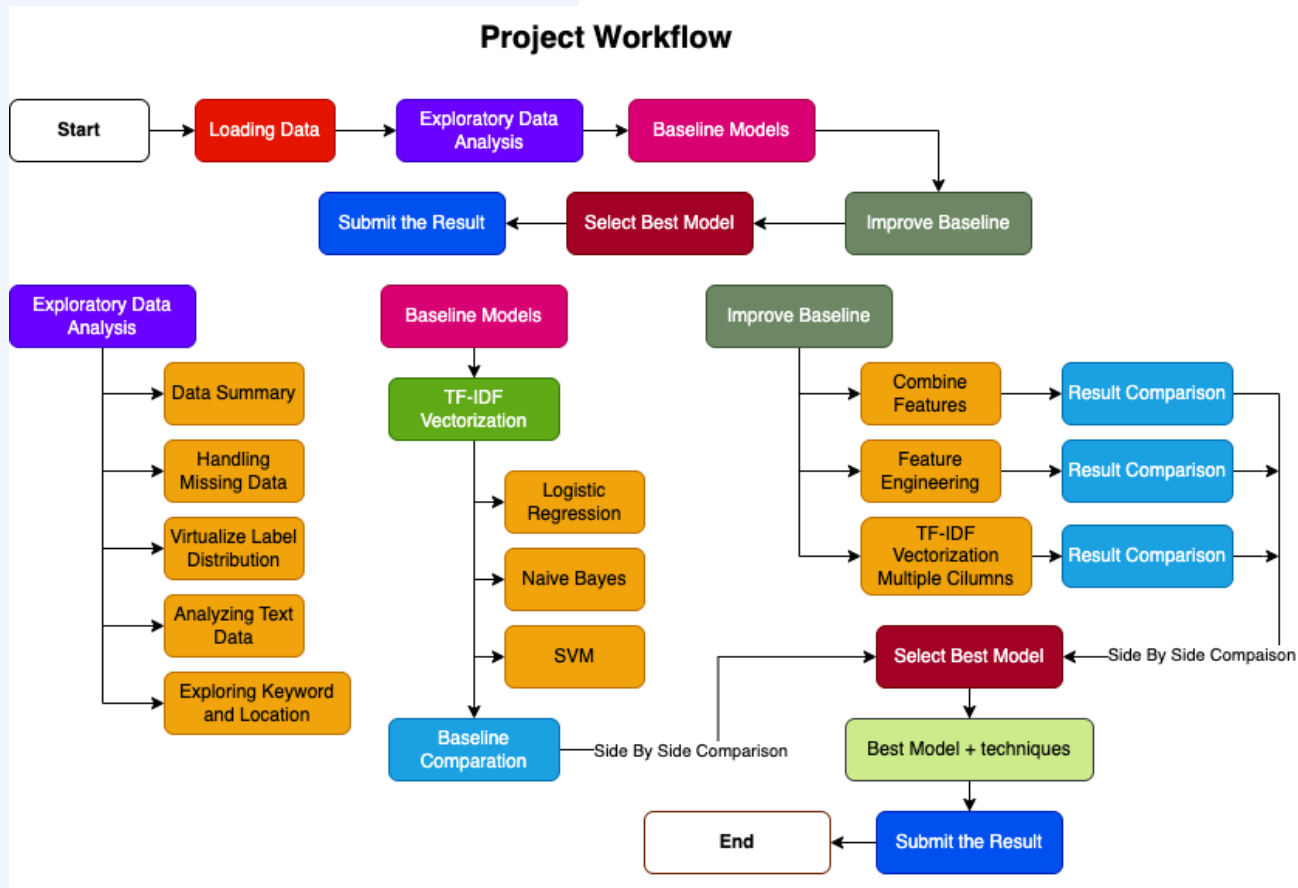 Project Workflow
Start
Loading Data
Exploratory Data
Analysis
Baseline Models
Submit the Result
Select Best Model
Improve Baseline
Exploratory Data
Analysis
Data Summary
Handling
Missing Data
Virtualize Label
Distribution
Analyzing Text
Data
Exploring Keyword
and Location
Baseline Models
TF-IDF
Vectorization
Logistic
Regression
Naive Bayes
SVM
Baseline
Comparation
Side By Side Comparison
Improve Baseline
Combine
Features
Result Comparison
Feature
Engineering
Result Comparison
TF-IDF
Vectorization
Multiple Cilumns
Result Comparison
Side By Side Compaison
Select Best Model
Best Model + techniques
Submit the Result
End